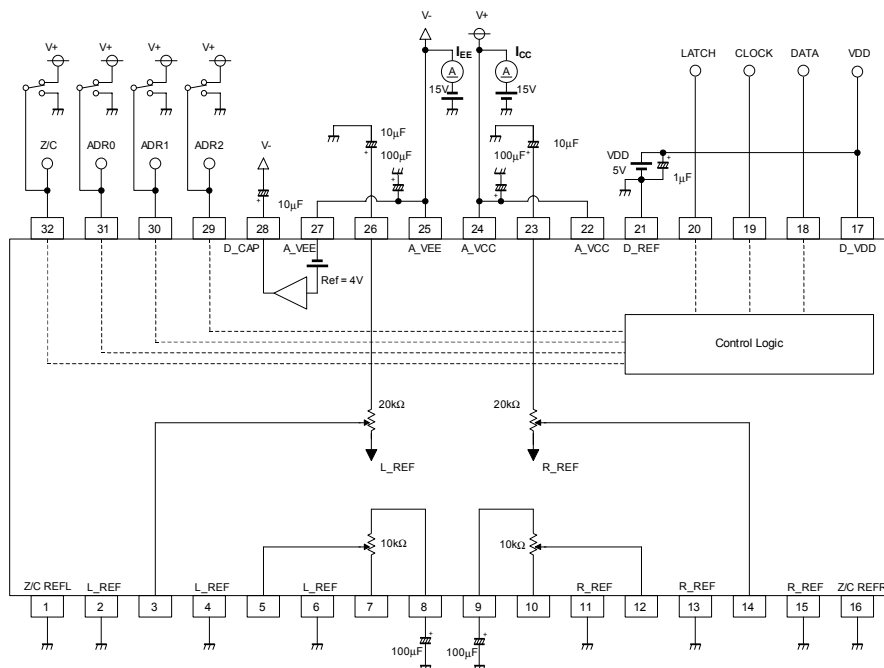 V- V+
V+ V+ V+ V+
IEE ICC
A A
LATCH CLOCK DATA VDD
15V 15V
10µF 10µF
100µF 100µF
Z/C ADR0 ADR1 ADR2 V-
VDD
5V
1µF
10µF
32 31 30 29 28 27 26 25 24 23 22 21 20 19 18 17
D_CAP A_VEE A_VEE A_VCC A_VCC D_REF D_VDD
Ref = 4V
Control Logic
20kΩ 20kΩ
L_REF R_REF
10kΩ 10kΩ
Z/C REFL L_REF L_REF L_REF R_REF R_REF R_REF Z/C REFR
1 2 3 4 5 6 7 8 9 10 11 12 13 14 15 16
100µF 100µF